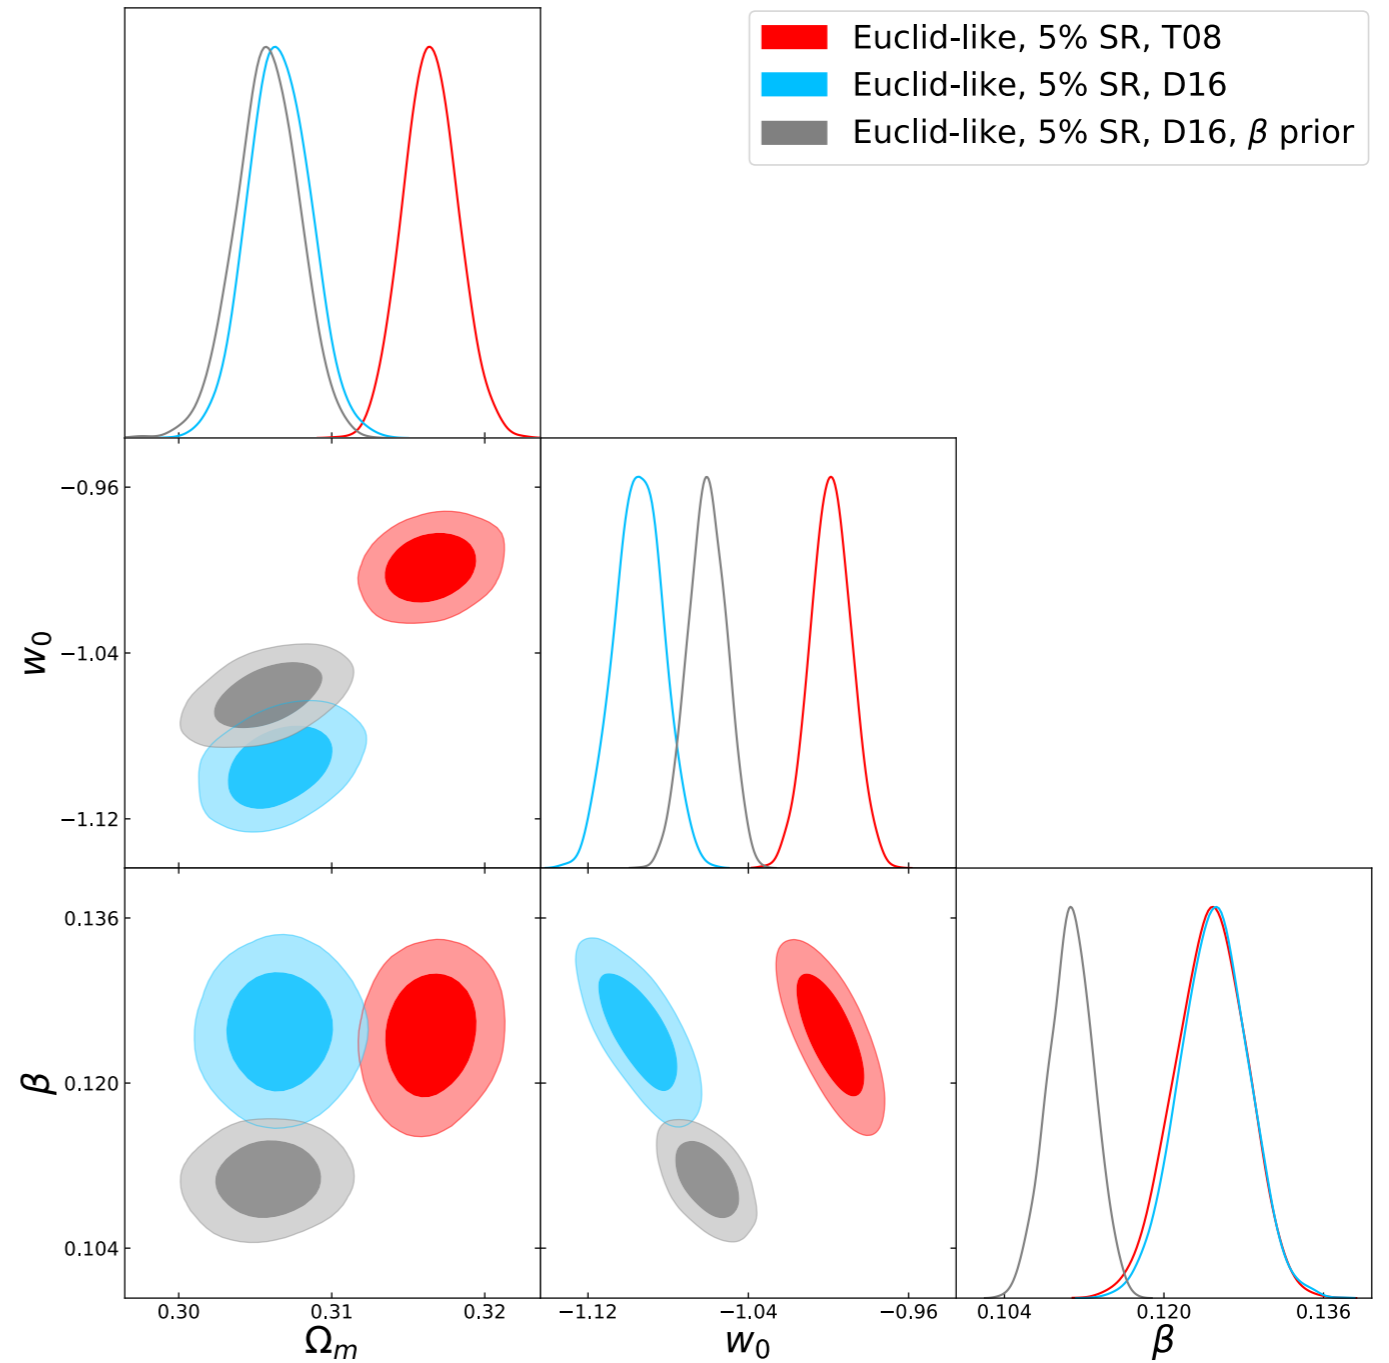 Euclid-like, 5% SR, T08
Euclid-like, 5% SR, D16
Euclid-like, 5% SR, D16, β prior
−0.96
−1.04
−1.12
w₀
0.136
0.120
0.104
β
0.30 0.31 0.32
Ωₘ
−1.12 −1.04 −0.96
w₀
0.104 0.120 0.136
β